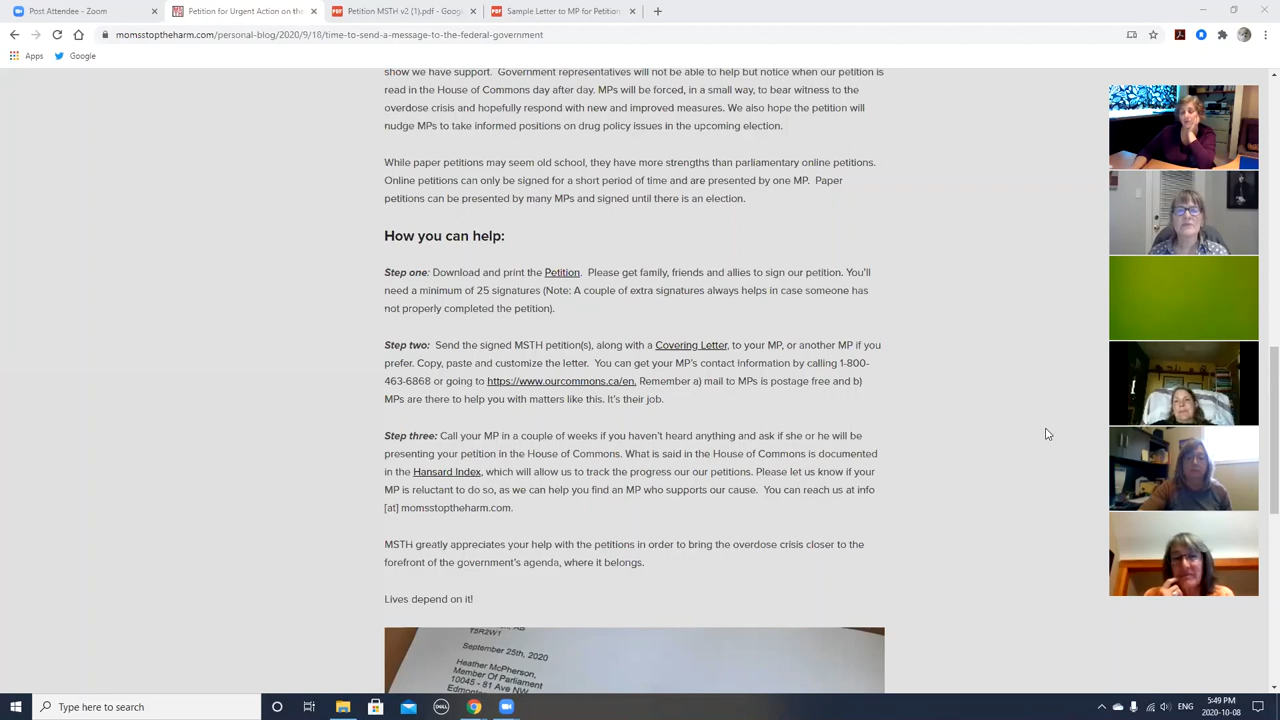 Post Attendee - Zoom
Petition for Urgent Action on the
Petition MSTH v2 (1).pdf - Goog
Sample Letter to MP for Petition
momsstoptheharm.com/personal-blog/2020/9/18/time-to-send-a-message-to-the-federal-government
Apps Google
show we have support. Government representatives will not be able to help but notice when our petition is
read in the House of Commons day after day. MPs will be forced, in a small way, to bear witness to the
overdose crisis and hopefully respond with new and improved measures. We also hope the petition will
nudge MPs to take informed positions on drug policy issues in the upcoming election.
While paper petitions may seem old school, they have more strengths than parliamentary online petitions.
Online petitions can only be signed for a short period of time and are presented by one MP. Paper
petitions can be presented by many MPs and signed until there is an election.
How you can help:
Step one: Download and print the Petition. Please get family, friends and allies to sign our petition. You'll
need a minimum of 25 signatures (Note: A couple of extra signatures always helps in case someone has
not properly completed the petition).
Step two: Send the signed MSTH petition(s), along with a Covering Letter, to your MP, or another MP if you
prefer. Copy, paste and customize the letter. You can get your MP's contact information by calling 1-800-
463-6868 or going to https://www.ourcommons.ca/en. Remember a) mail to MPs is postage free and b)
MPs are there to help you with matters like this. It's their job.
Step three: Call your MP in a couple of weeks if you haven't heard anything and ask if she or he will be
presenting your petition in the House of Commons. What is said in the House of Commons is documented
in the Hansard Index, which will allow us to track the progress our our petitions. Please let us know if your
MP is reluctant to do so, as we can help you find an MP who supports our cause. You can reach us at info
[at] momsstoptheharm.com.
MSTH greatly appreciates your help with the petitions in order to bring the overdose crisis closer to the
forefront of the government's agenda, where it belongs.
Lives depend on it!
AB
T5R2W1
September 25th, 2020
Heather McPherson,
Member Of Parliament
10045 - 81 Ave NW
Edmonton
Type here to search
DELL
ENG
5:49 PM
2020-10-08